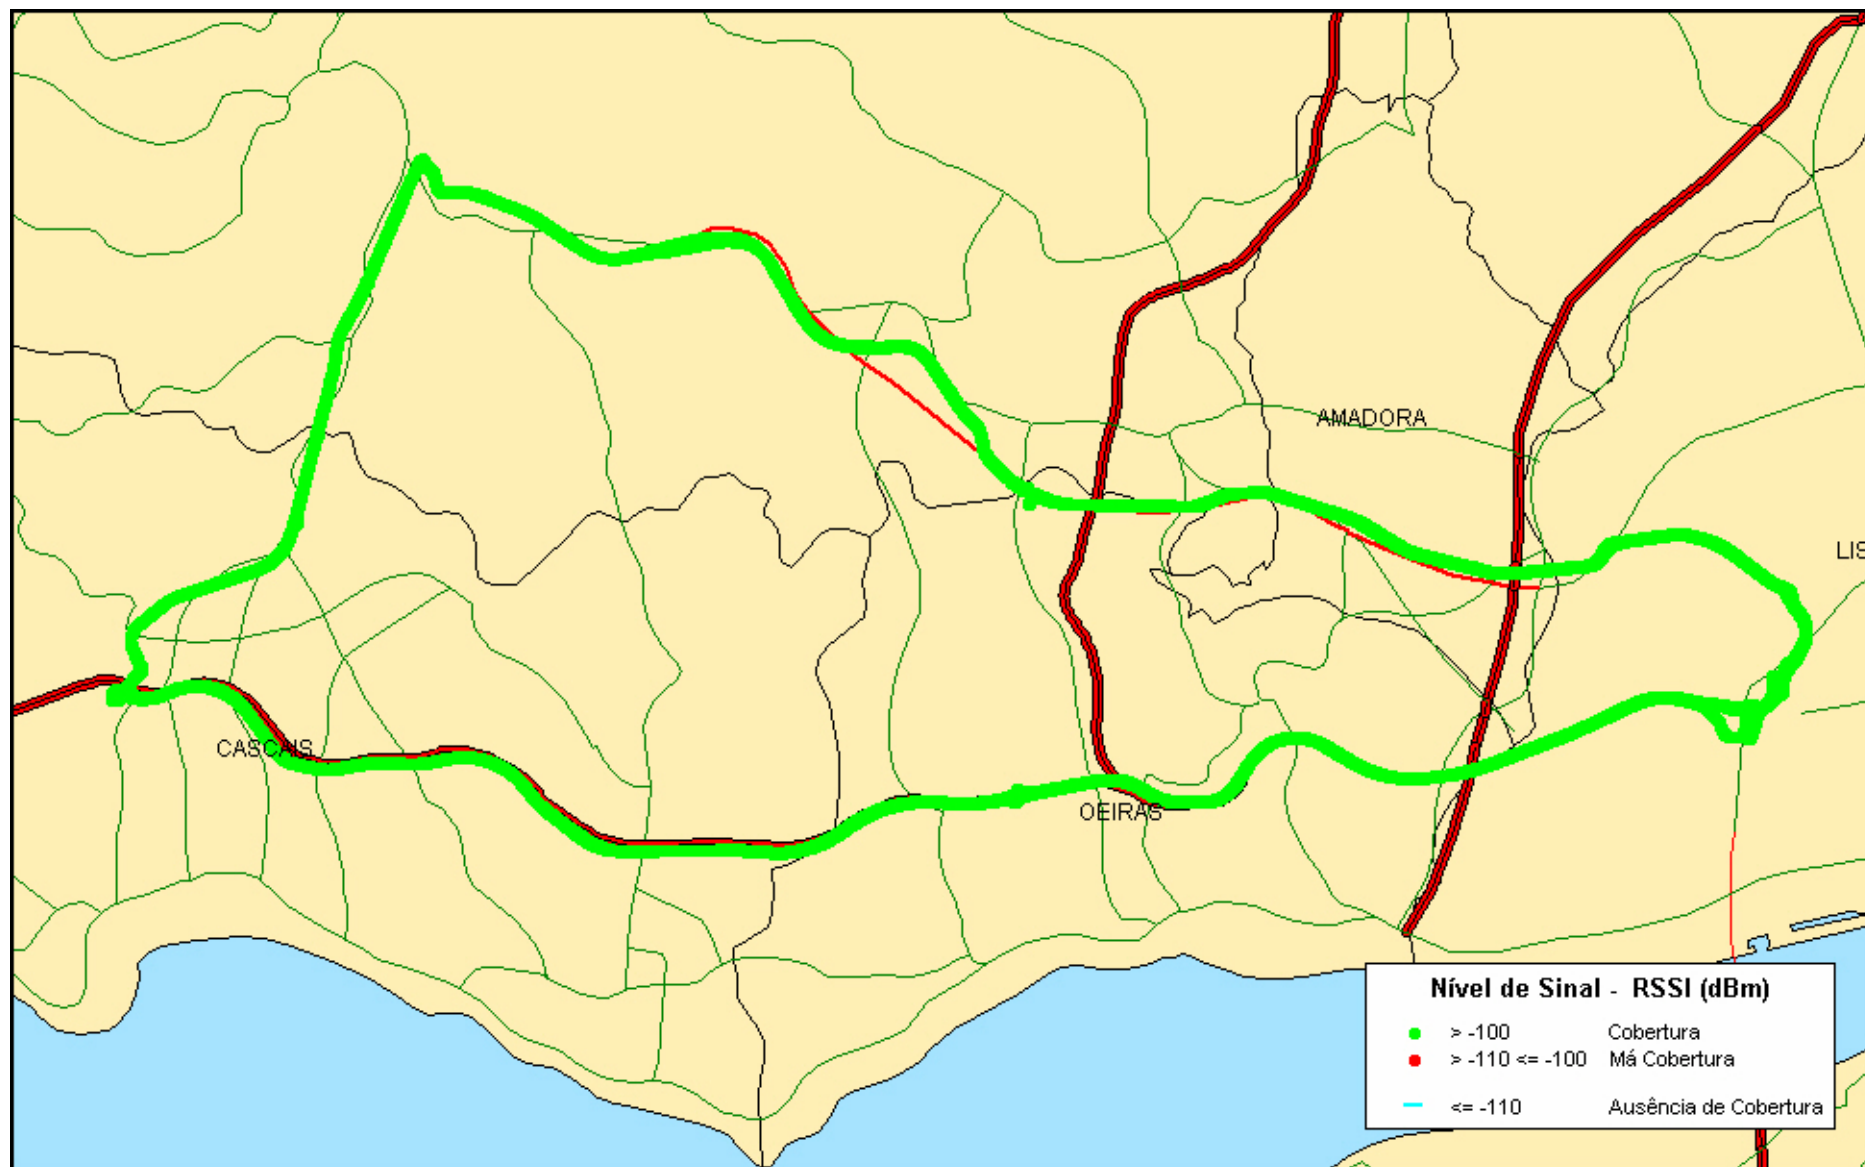 AMADORA
LIS
CASCAIS
OEIRAS
Nível de Sinal - RSSI (dBm)
> -100 Cobertura
> -110 <= -100 Má Cobertura
<= -110 Ausência de Cobertura